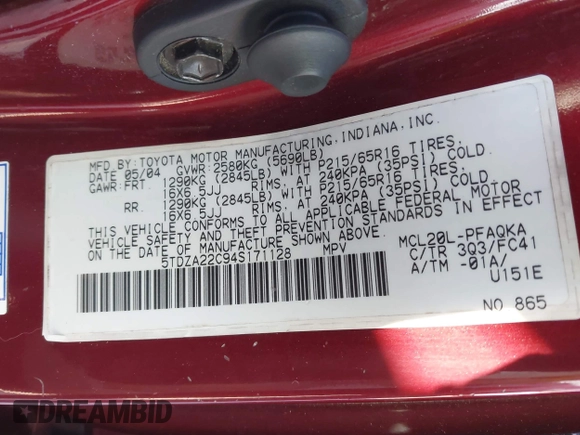 MFD BY: TOYOTA MOTOR MANUFACTURING, INDIANA, INC.
DATE 05/04 GVWR: 2580KG (5690LB)
GAWR: FRT. 1290KG (2845LB) WITH P215/65R16 TIRES,
16X6.5JJ RIMS, AT 240KPA (35PSI) COLD.
RR. 1290KG (2845LB) WITH P215/65R16 TIRES,
16X6.5JJ RIMS, AT 240KPA (35PSI) COLD.
THIS VEHICLE CONFORMS TO ALL APPLICABLE FEDERAL MOTOR
VEHICLE SAFETY AND THEFT PREVENTION STANDARDS IN EFFECT
ON THE DATE OF MANUFACTURE SHOWN ABOVE.
5TDZA22C94S171128 MPV
MCL20L-PFAQKA
C/TR 3Q3/FC41
A/TM -01A/
U151E
NO. 865
DREAMBID